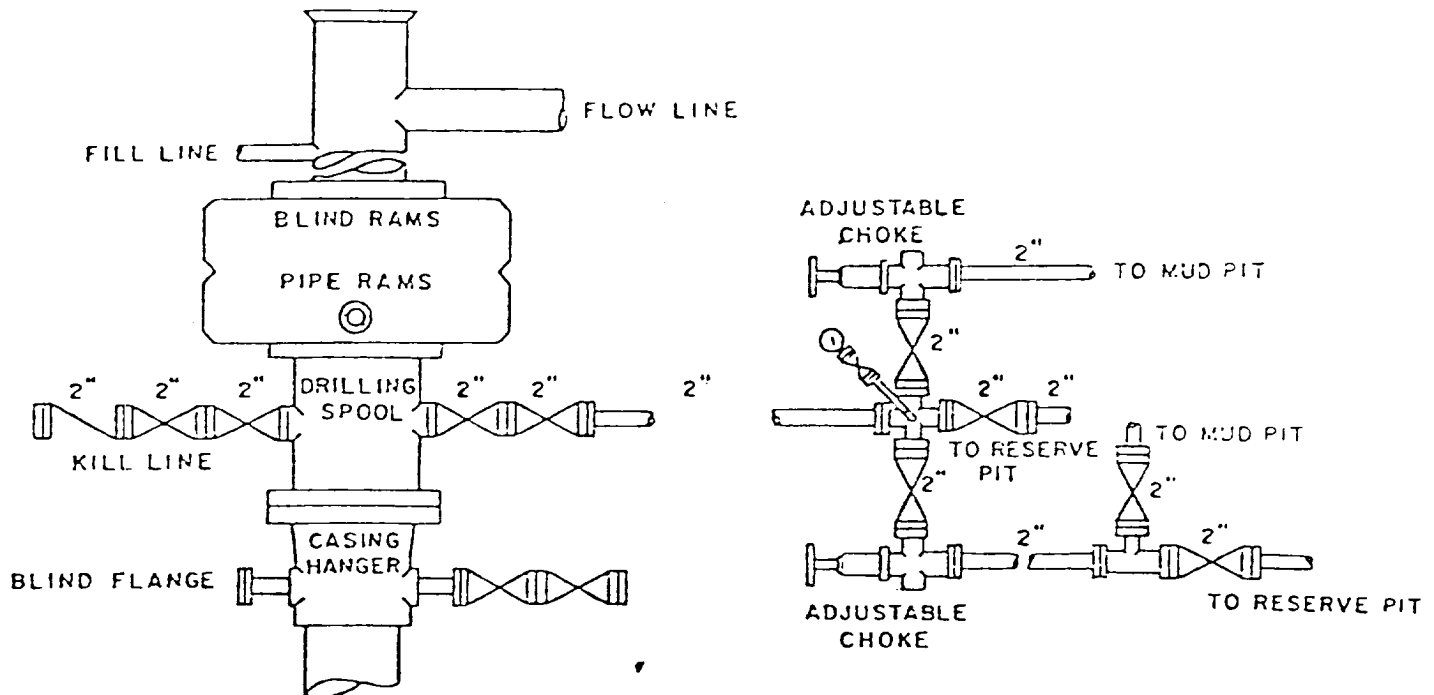 FLOW LINE
FILL LINE
BLIND RAMS
PIPE RAMS
2" 2" 2" DRILLING SPOOL 2" 2" 2"
KILL LINE
CASING HANGER
BLIND FLANGE
ADJUSTABLE
CHOKE
2"
TO MUD PIT
2"
2" 2"
TO RESERVE
PIT
2"
TO MUD PIT
2"
2" 2"
TO RESERVE PIT
ADJUSTABLE
CHOKE